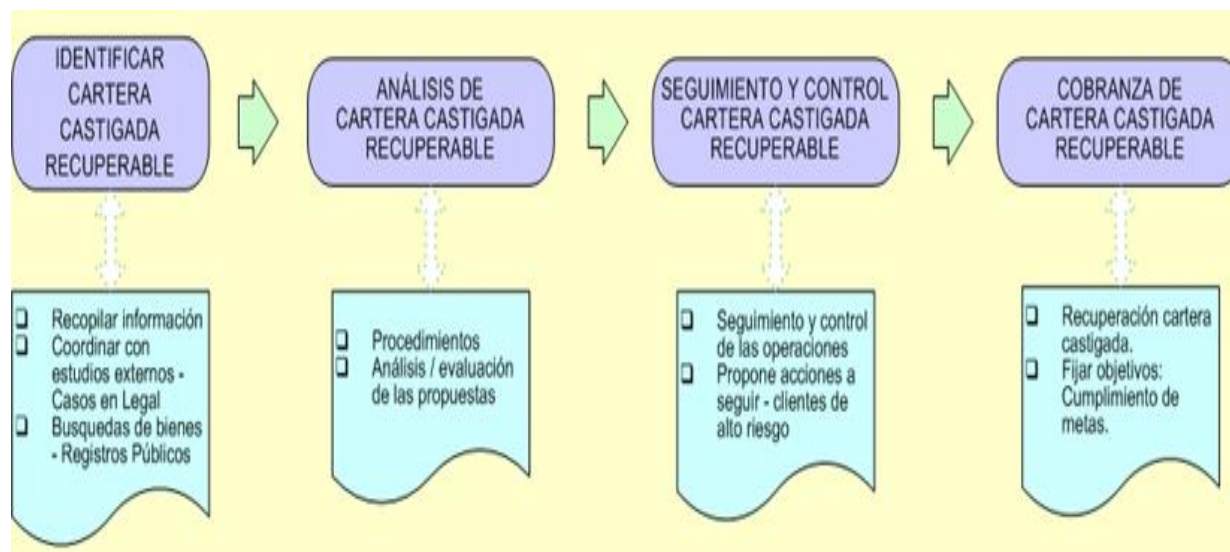 IDENTIFICAR
CARTERA
CASTIGADA
RECUPERABLE
ANÁLISIS DE
CARTERA CASTIGADA
RECUPERABLE
SEGUIMIENTO Y CONTROL
CARTERA CASTIGADA
RECUPERABLE
COBRANZA DE
CARTERA CASTIGADA
RECUPERABLE
Recopilar información
Coordinar con
estudios externos -
Casos en Legal
Busquedas de bienes
- Registros Públicos
Procedimientos
Análisis / evaluación
de las propuestas
Seguimiento y control
de las operaciones
Propone acciones a
seguir - clientes de
alto riesgo
Recuperación cartera
castigada.
Fijar objetivos:
Cumplimiento de
metas.